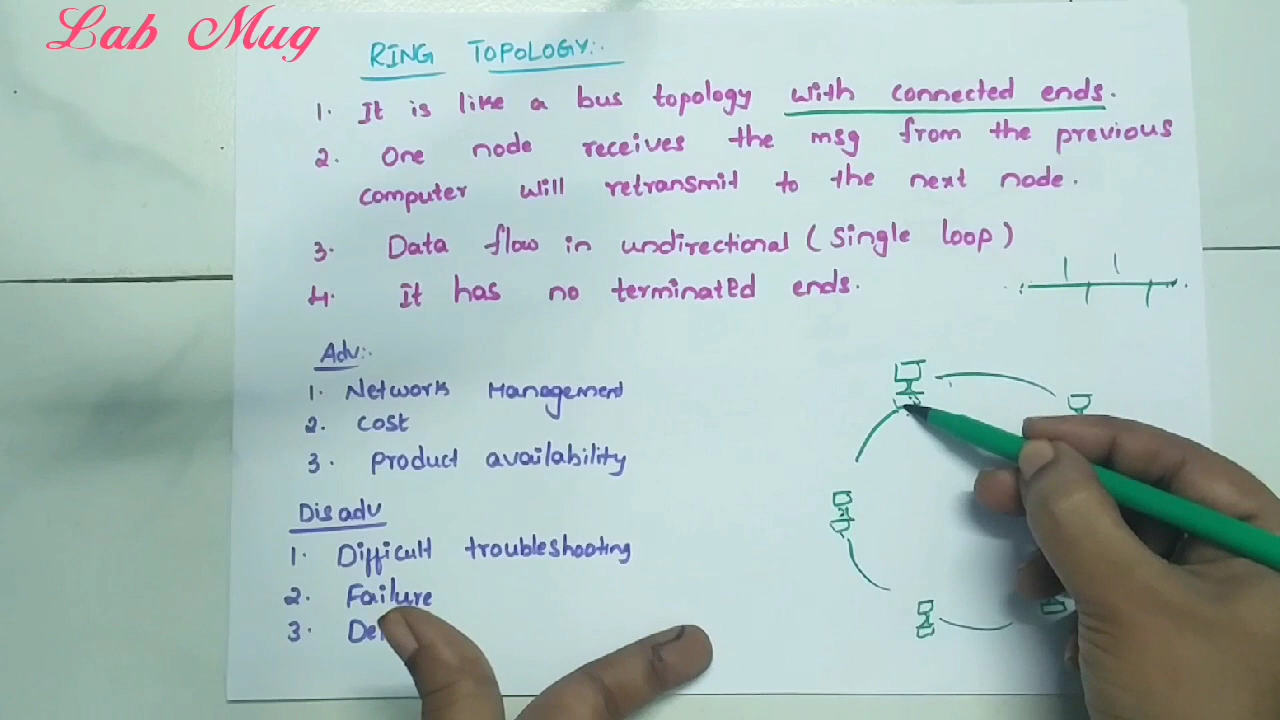 Lab Mug
RING TOPOLOGY:.
1. It is like a bus topology with connected ends.
2. One node receives the msg from the previous
computer will retransmit to the next node.
3. Data flow in undirectional (Single loop)
4. It has no terminated ends.
Adv:.
1. Network Management
2. Cost
3. Product availability
Disadv
1. Difficult troubleshooting
2. Failure
3.